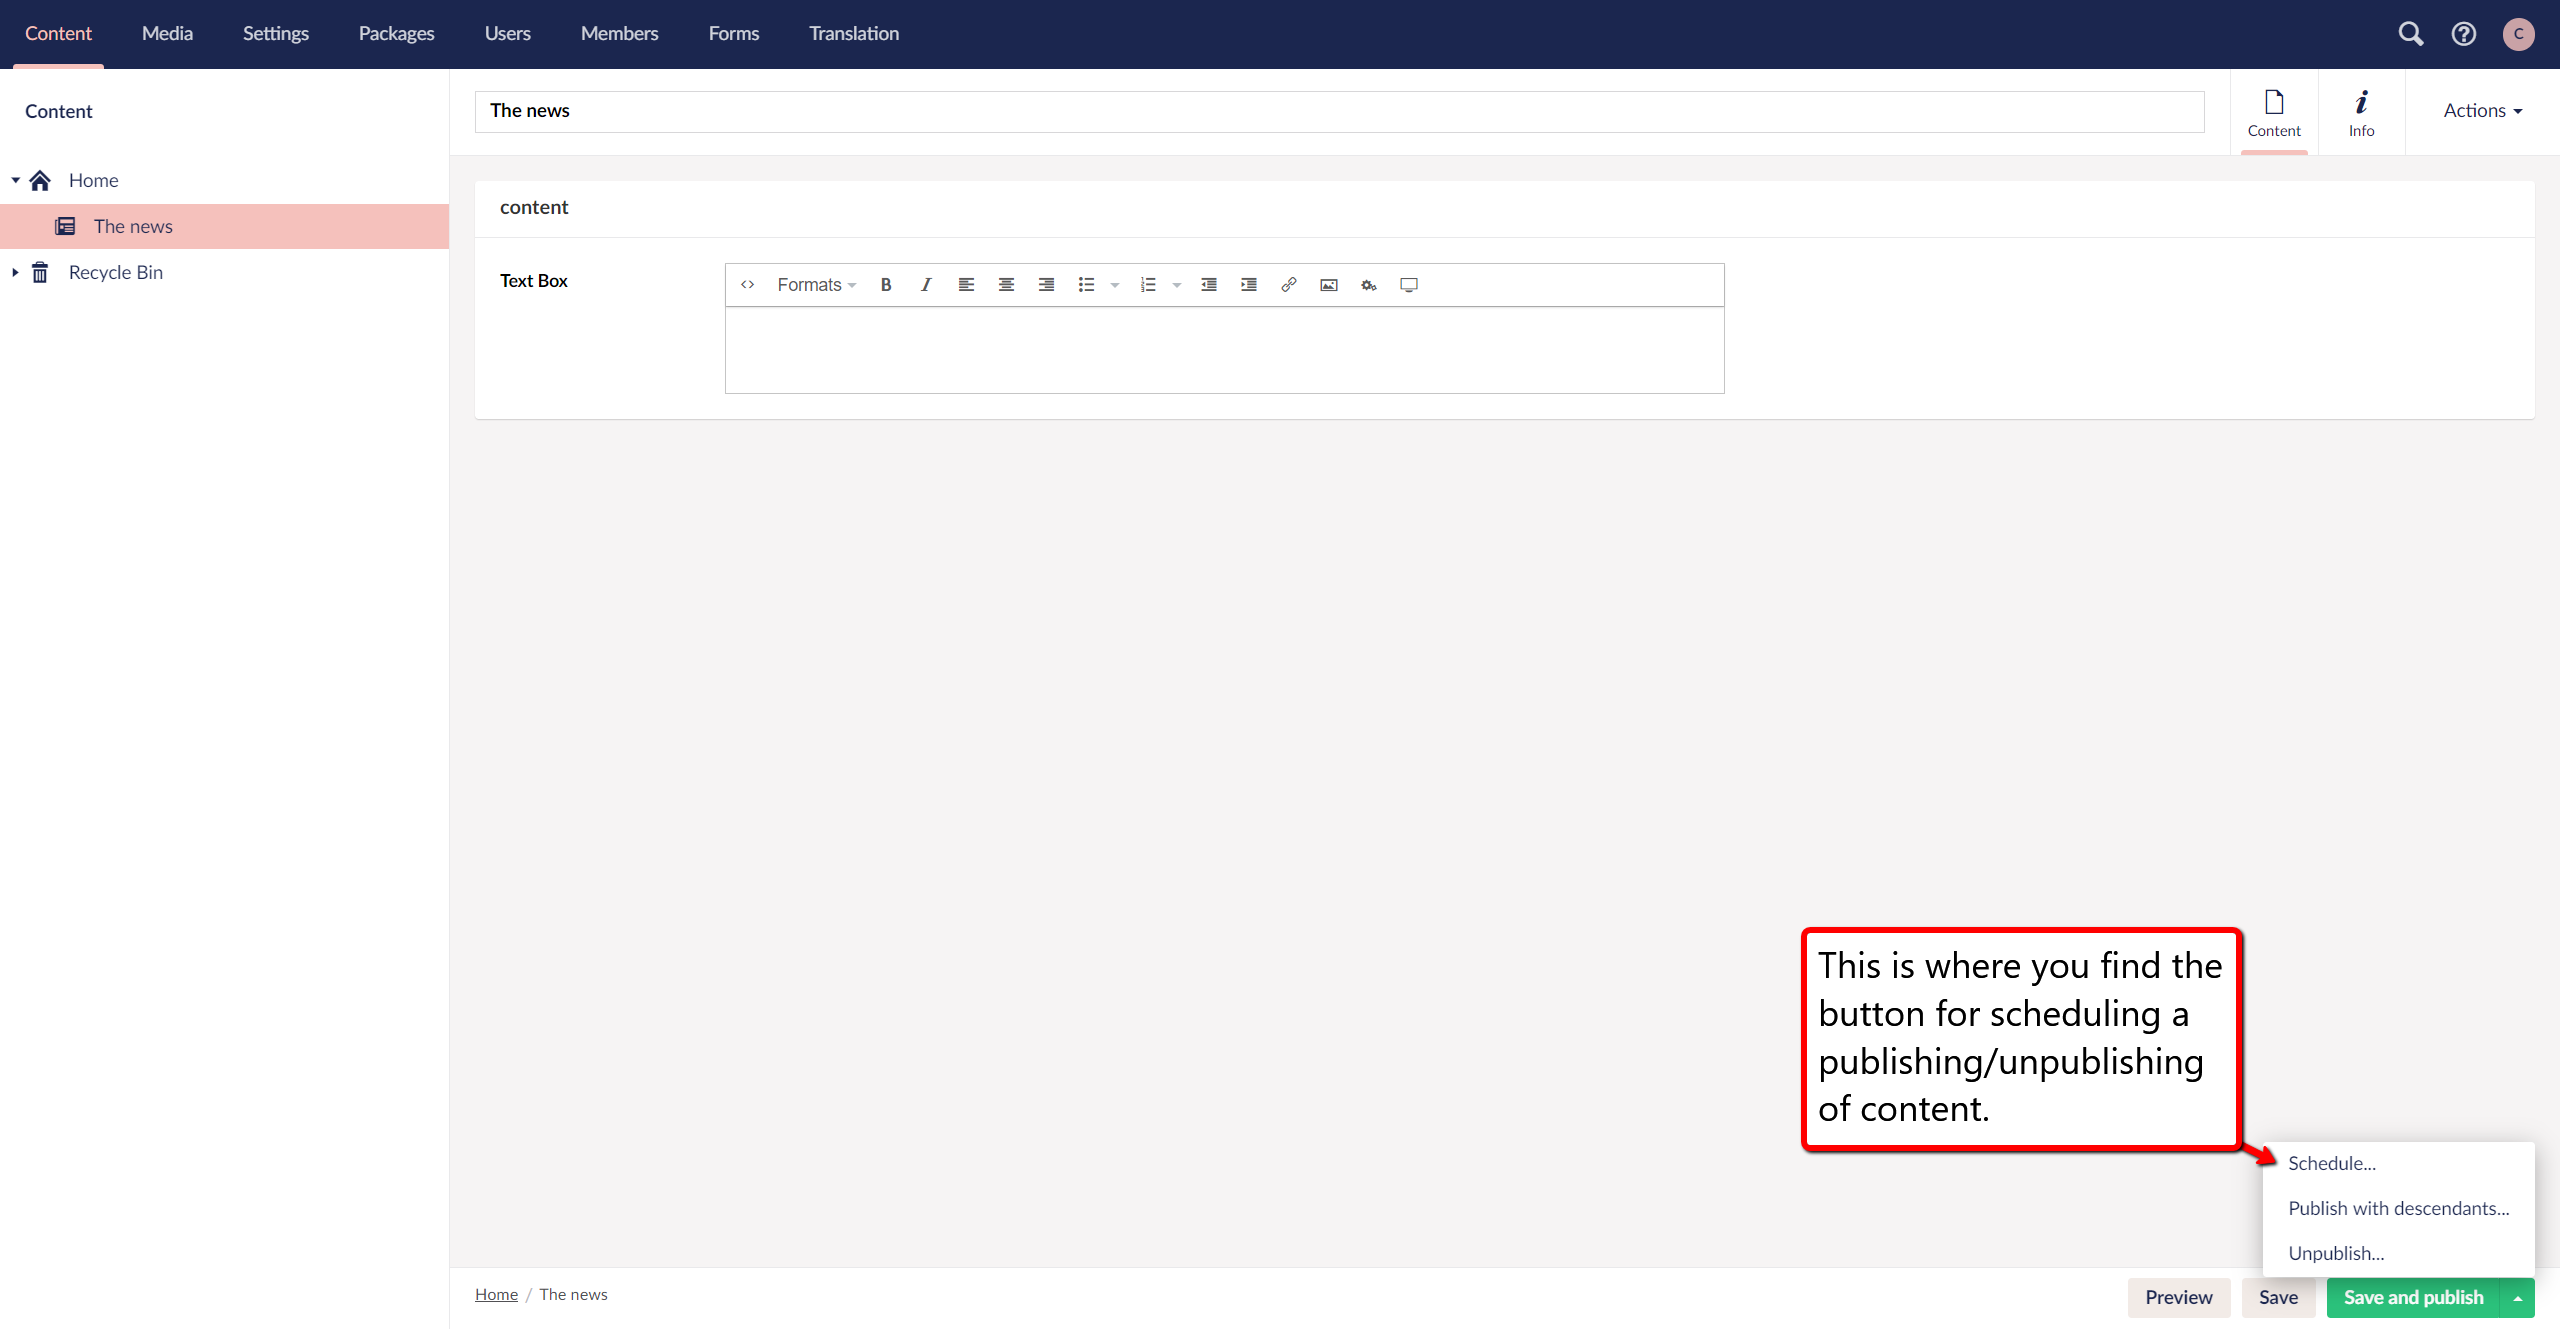 Content Media Settings Packages Users Members Forms Translation
C
Content
The news
Content
Info
Actions
Home
The news
Recycle Bin
content
Text Box
Formats B I
This is where you find the
button for scheduling a
publishing/unpublishing
of content.
Schedule...
Publish with descendants...
Unpublish...
Home / The news
Preview Save Save and publish